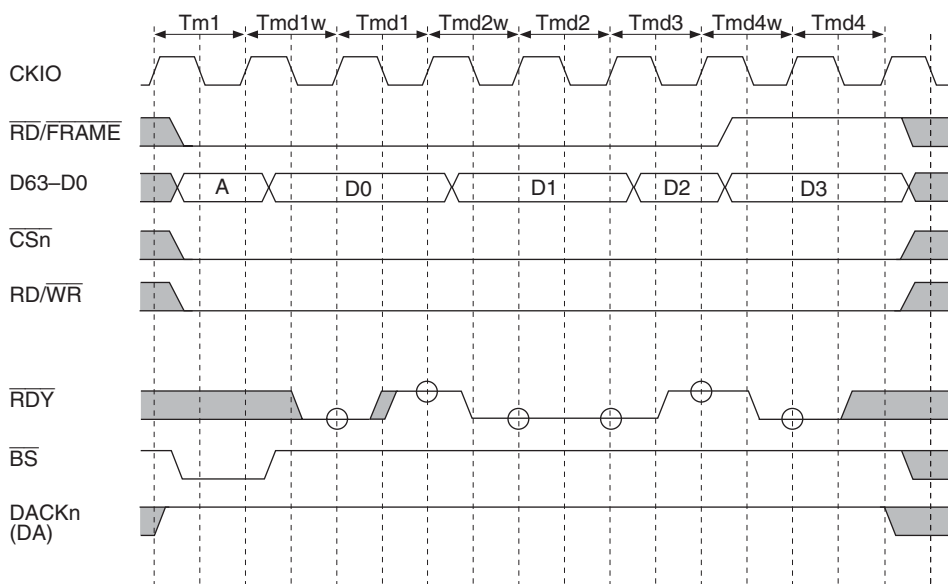 Tm1 Tmd1w Tmd1 Tmd2w Tmd2 Tmd3 Tmd4w Tmd4
CKIO
RD/FRAME
D63–D0 A D0 D1 D2 D3
CSn
RD/WR
RDY
BS
DACKn
(DA)